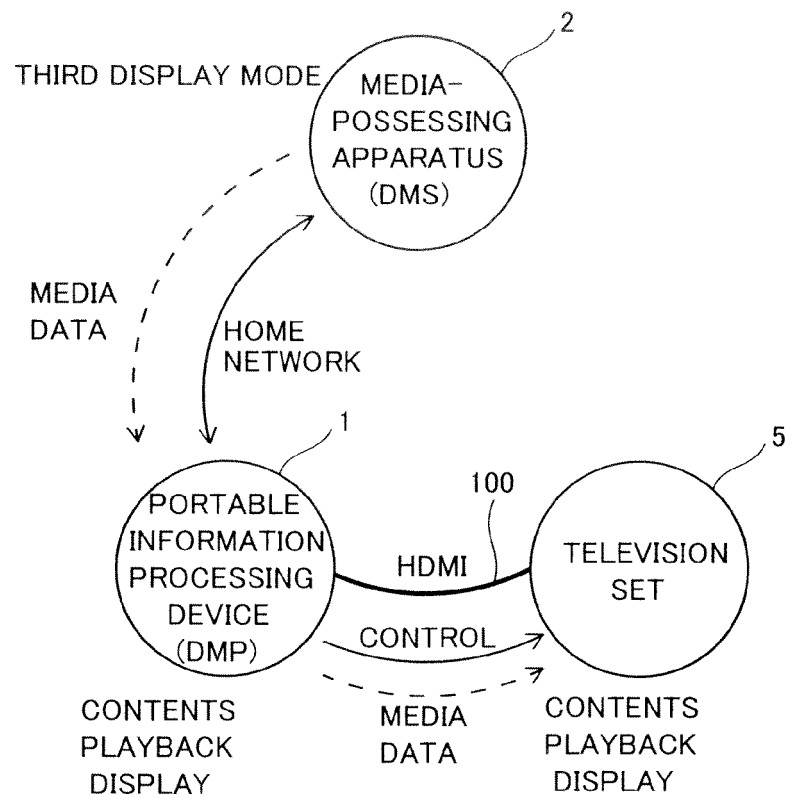 2
THIRD DISPLAY MODE
MEDIA-
POSSESSING
APPARATUS
(DMS)
MEDIA
DATA
HOME
NETWORK
1
5
100
PORTABLE
INFORMATION
PROCESSING
DEVICE
(DMP)
HDMI
TELEVISION
SET
CONTROL
MEDIA
DATA
CONTENTS
PLAYBACK
DISPLAY
CONTENTS
PLAYBACK
DISPLAY